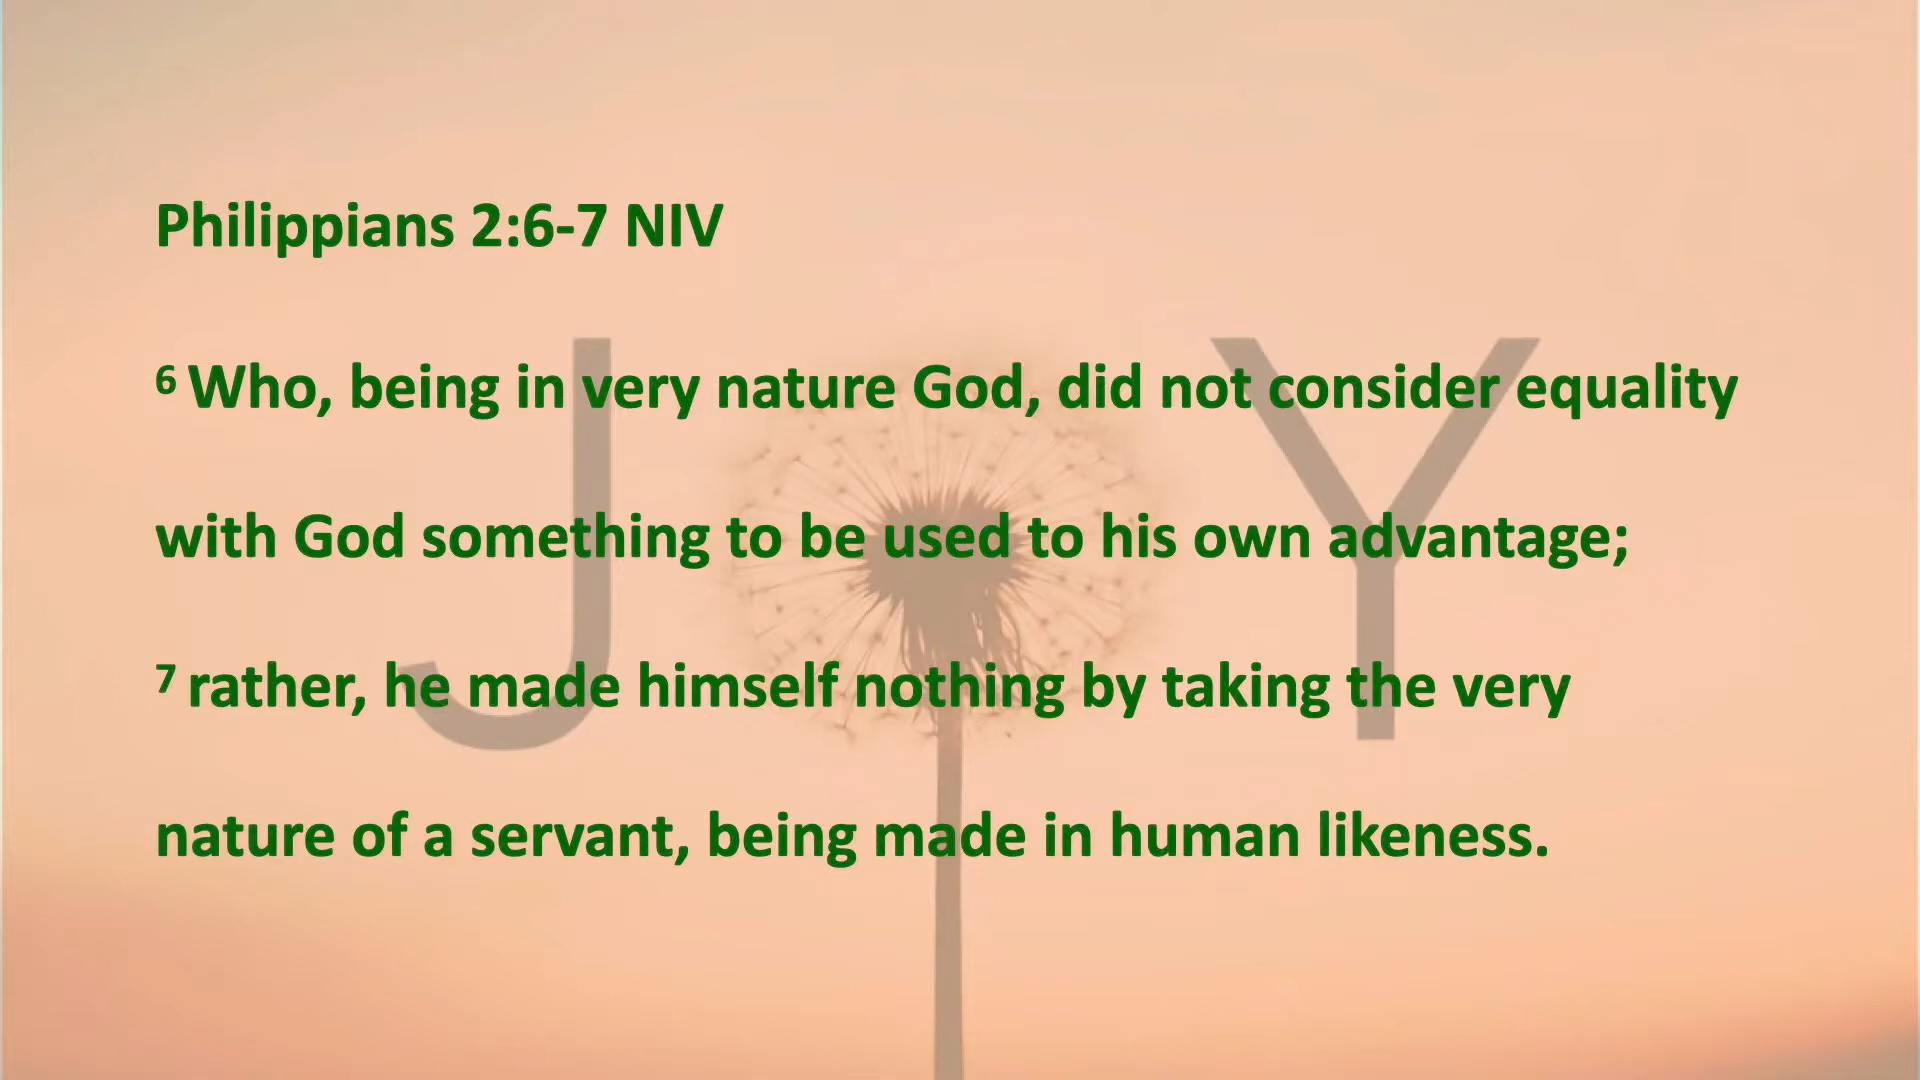 Philippians 2:6-7 NIV
⁶ Who, being in very nature God, did not consider equality
with God something to be used to his own advantage;
⁷ rather, he made himself nothing by taking the very
nature of a servant, being made in human likeness.
J Y